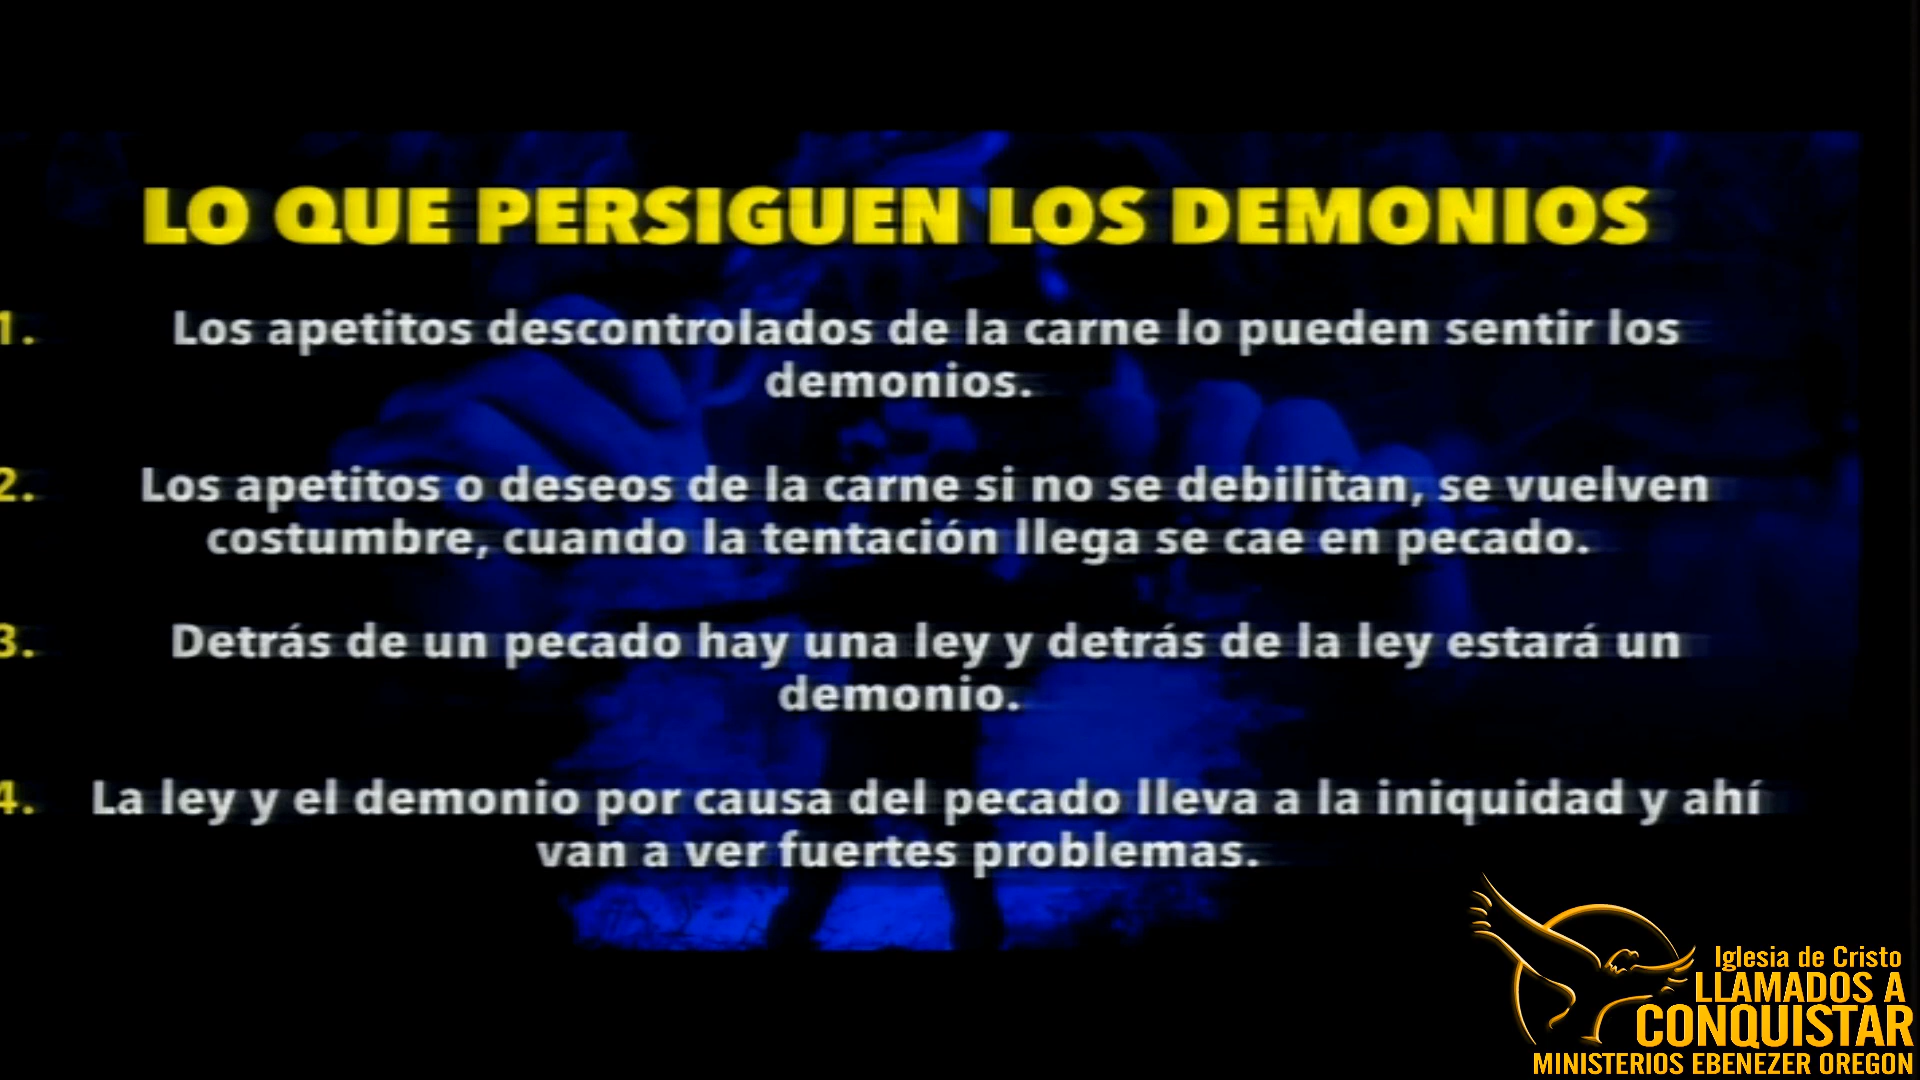 LO QUE PERSIGUEN LOS DEMONIOS
1. Los apetitos descontrolados de la carne lo pueden sentir los
demonios.
2. Los apetitos o deseos de la carne si no se debilitan, se vuelven
costumbre, cuando la tentación llega se cae en pecado.
3. Detrás de un pecado hay una ley y detrás de la ley estará un
demonio.
4. La ley y el demonio por causa del pecado lleva a la iniquidad y ahí
van a ver fuertes problemas.
Iglesia de Cristo
LLAMADOS A
CONQUISTAR
MINISTERIOS EBENEZER OREGON